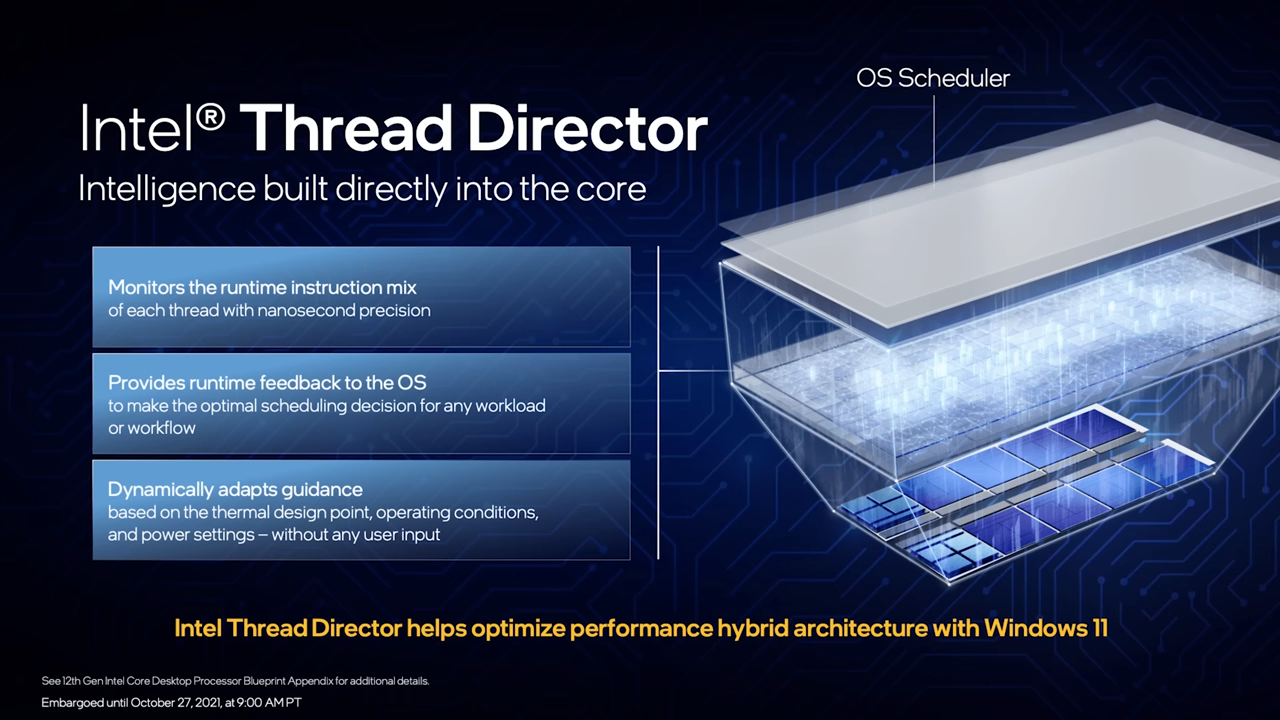 OS Scheduler
Intel® Thread Director
Intelligence built directly into the core
Monitors the runtime instruction mix
of each thread with nanosecond precision
Provides runtime feedback to the OS
to make the optimal scheduling decision for any workload
or workflow
Dynamically adapts guidance
based on the thermal design point, operating conditions,
and power settings – without any user input
Intel Thread Director helps optimize performance hybrid architecture with Windows 11
See 12th Gen Intel Core Desktop Processor Blueprint Appendix for additional details.
Embargoed until October 27, 2021, at 9:00 AM PT